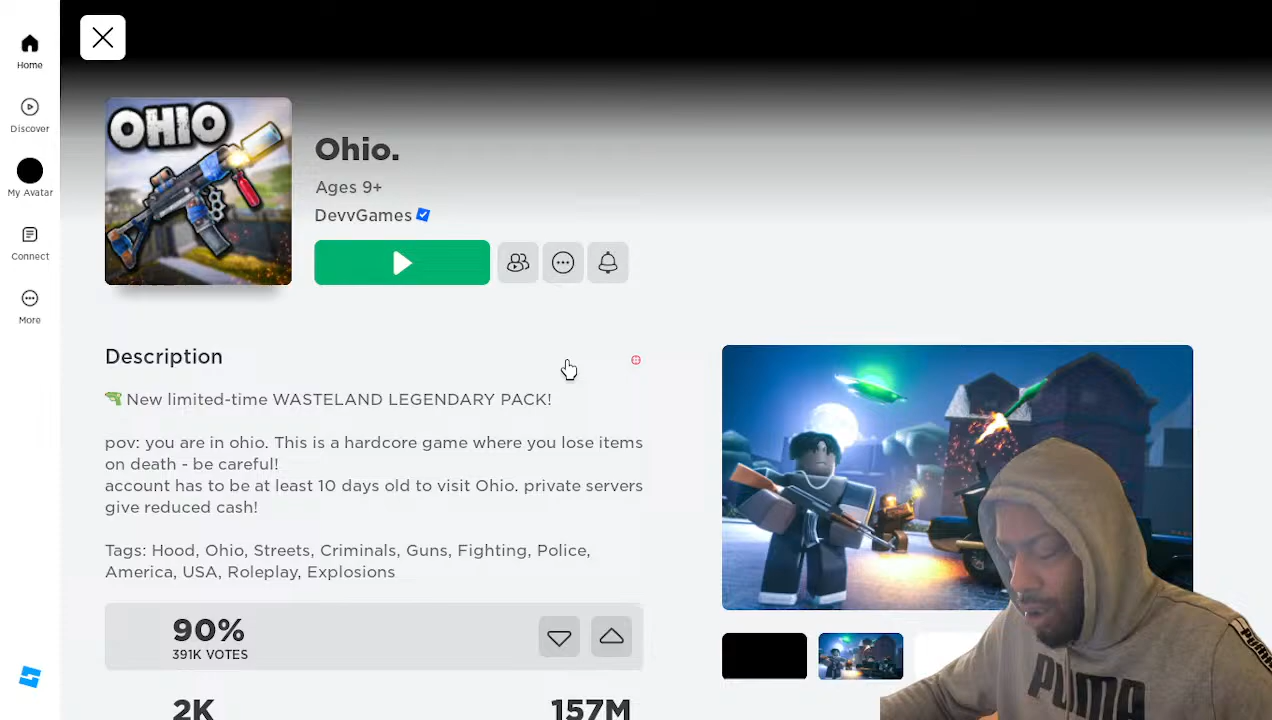 Home
Discover
My Avatar
Connect
More
OHIO
Ohio.
Ages 9+
DevvGames
Description
New limited-time WASTELAND LEGENDARY PACK!
pov: you are in ohio. This is a hardcore game where you lose items
on death - be careful!
account has to be at least 10 days old to visit Ohio. private servers
give reduced cash!
Tags: Hood, Ohio, Streets, Criminals, Guns, Fighting, Police,
America, USA, Roleplay, Explosions
90%
391K VOTES
2K
157M
PUMA
PUMA